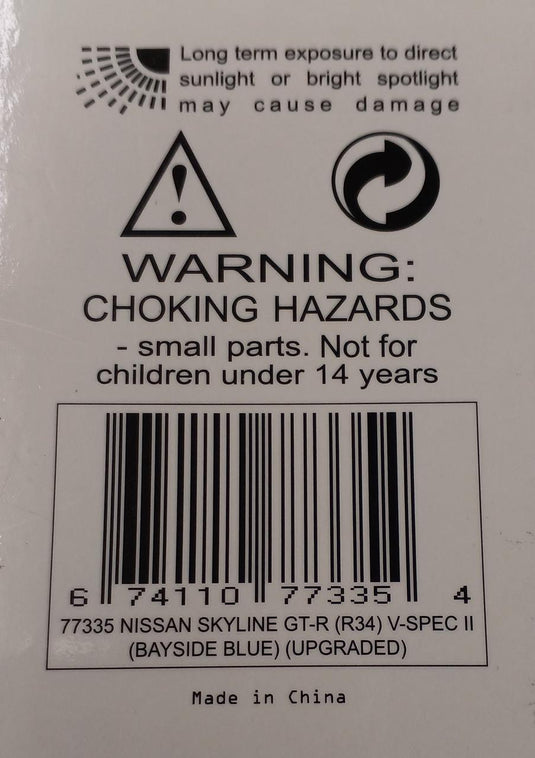 Long term exposure to direct
sunlight or bright spotlight
may cause damage
WARNING:
CHOKING HAZARDS
- small parts. Not for
children under 14 years
6 74110 77335 4
77335 NISSAN SKYLINE GT-R (R34) V-SPEC II
(BAYSIDE BLUE) (UPGRADED)
Made in China